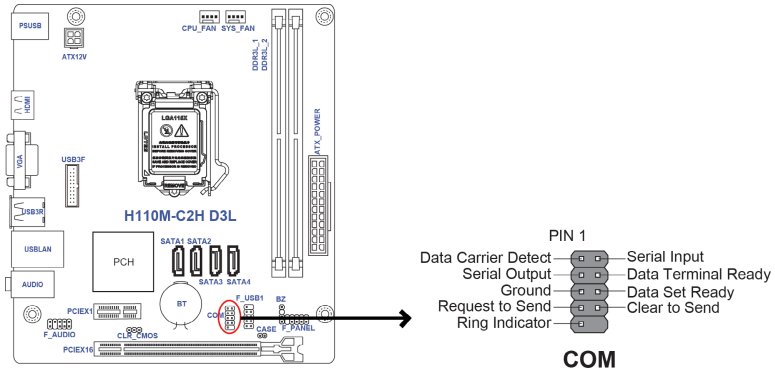 PSUSB
CPU_FAN SYS_FAN
ATX12V
DDR3L_1
DDR3L_2
HDMI
LGA115X
REMOVE
ATX_POWER
VGA
USB3F
USB3R
H110M-C2H D3L
USBLAN
PCH
SATA1 SATA2
SATA3 SATA4
AUDIO
BT
F_USB1
BZ
PCIEX1
COM
F_AUDIO
CLR_CMOS
CASE
F_PANEL
PCIEX16
PIN 1
Data Carrier Detect
Serial Input
Serial Output
Data Terminal Ready
Ground
Data Set Ready
Request to Send
Clear to Send
Ring Indicator
COM